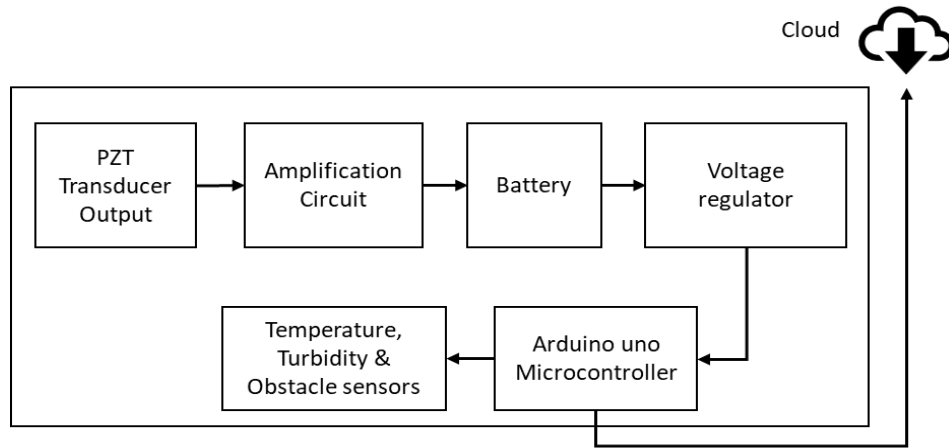 Cloud
PZT
Transducer
Output
Amplification
Circuit
Battery
Voltage
regulator
Temperature,
Turbidity &
Obstacle sensors
Arduino uno
Microcontroller